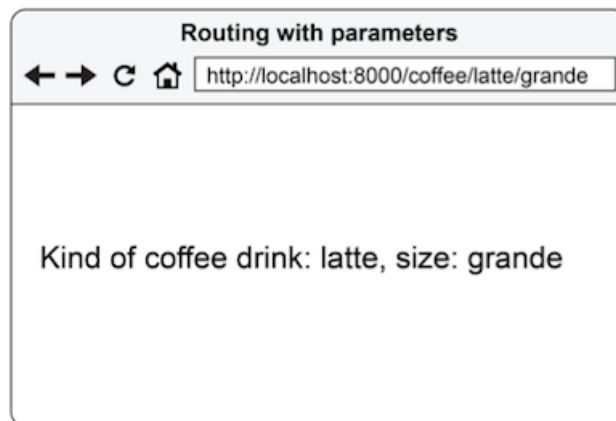 Routing with parameters
http://localhost:8000/coffee/latte/grande
Kind of coffee drink: latte, size: grande